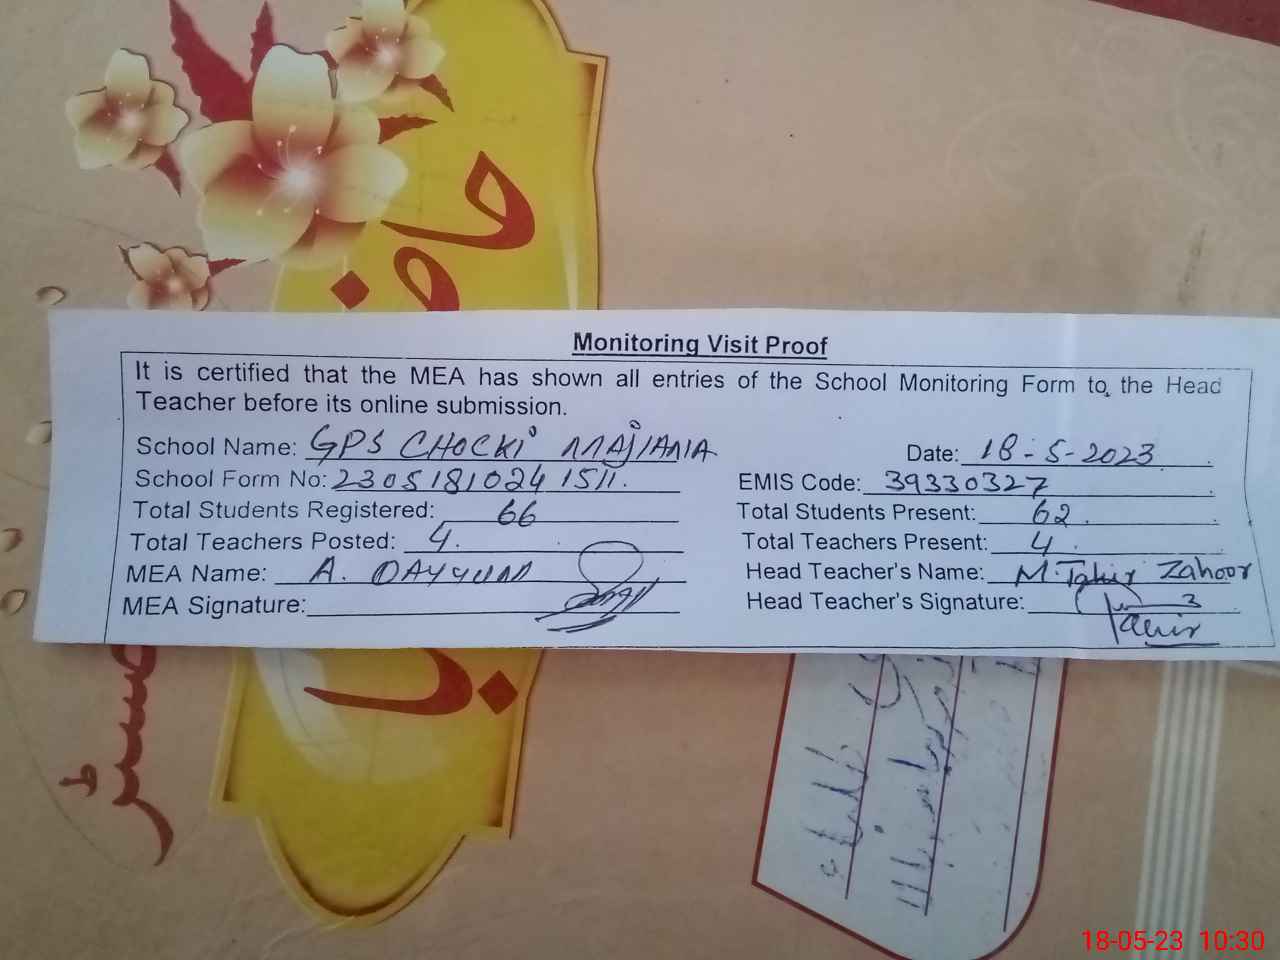 Monitoring Visit Proof
It is certified that the MEA has shown all entries of the School Monitoring Form to the Head
Teacher before its online submission.
School Name: GPS CHOCKI MAJIANIA Date: 18-5-2023
School Form No: 2305181024 1511. EMIS Code: 39330327
Total Students Registered: 66 Total Students Present: 62.
Total Teachers Posted: 4. Total Teachers Present: 4.
MEA Name: A. QAYYUM Head Teacher's Name: M. Tahir Zahoor
MEA Signature: Head Teacher's Signature:
Tahir
18-05-23 10:30